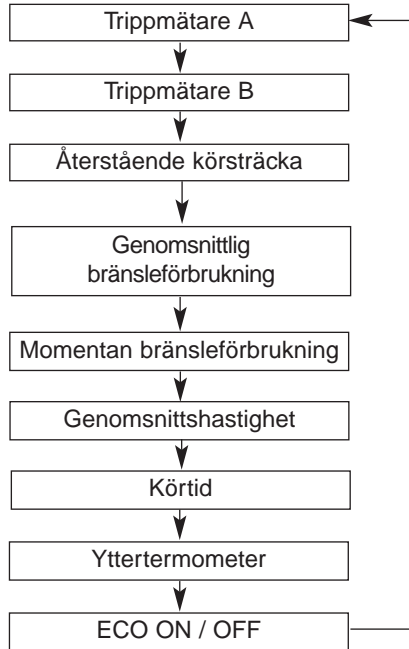 Trippmätare A
Trippmätare B
Återstående körsträcka
Genomsnittlig
bränsleförbrukning
Momentan bränsleförbrukning
Genomsnittshastighet
Körtid
Yttertermometer
ECO ON / OFF